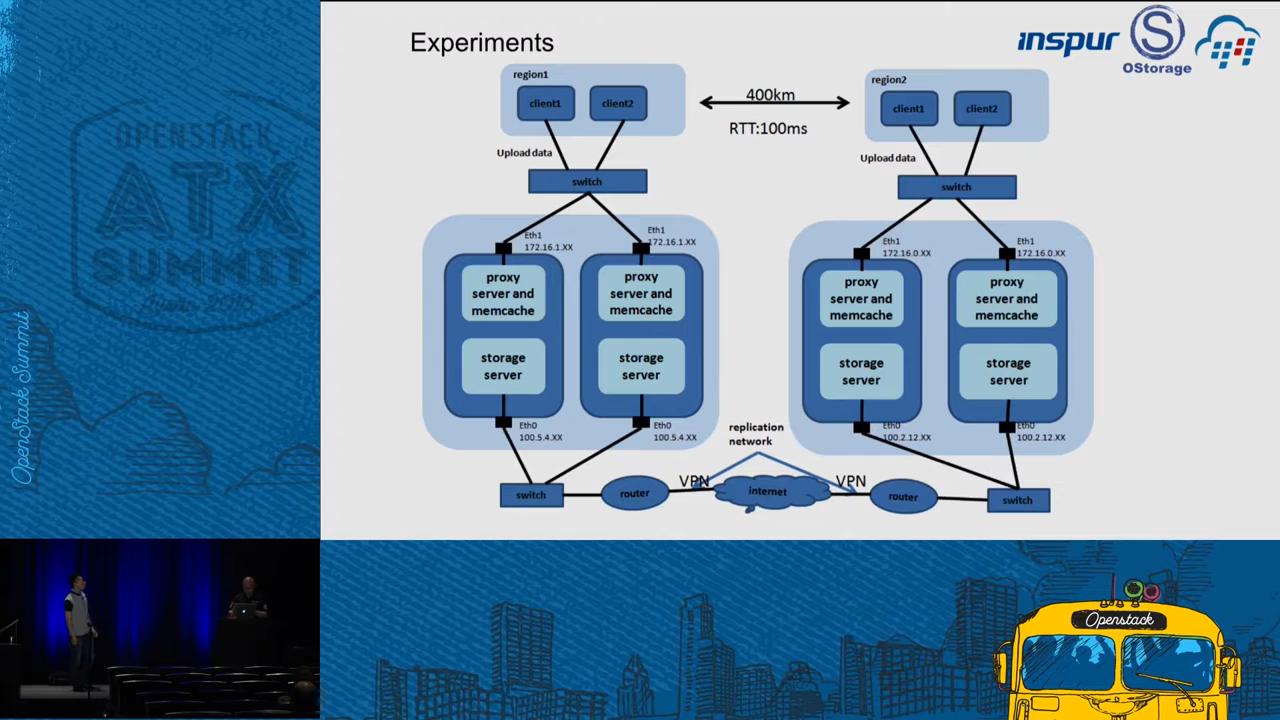 Experiments
inspur
S
OStorage
OPENSTACK
ATX
SUMMIT
OpenStack Summit
region1
client1
client2
400km
RTT:100ms
region2
client1
client2
Upload data
switch
Upload data
switch
Eth1
172.16.1.XX
Eth1
172.16.1.XX
Eth1
172.16.0.XX
Eth1
172.16.0.XX
proxy
server and
memcache
proxy
server and
memcache
proxy
server and
memcache
proxy
server and
memcache
storage
server
storage
server
storage
server
storage
server
Eth0
100.5.4.XX
Eth0
100.5.4.XX
replication
network
Eth0
100.2.12.XX
Eth0
100.2.12.XX
switch
router
VPN
internet
VPN
router
switch
Openstack